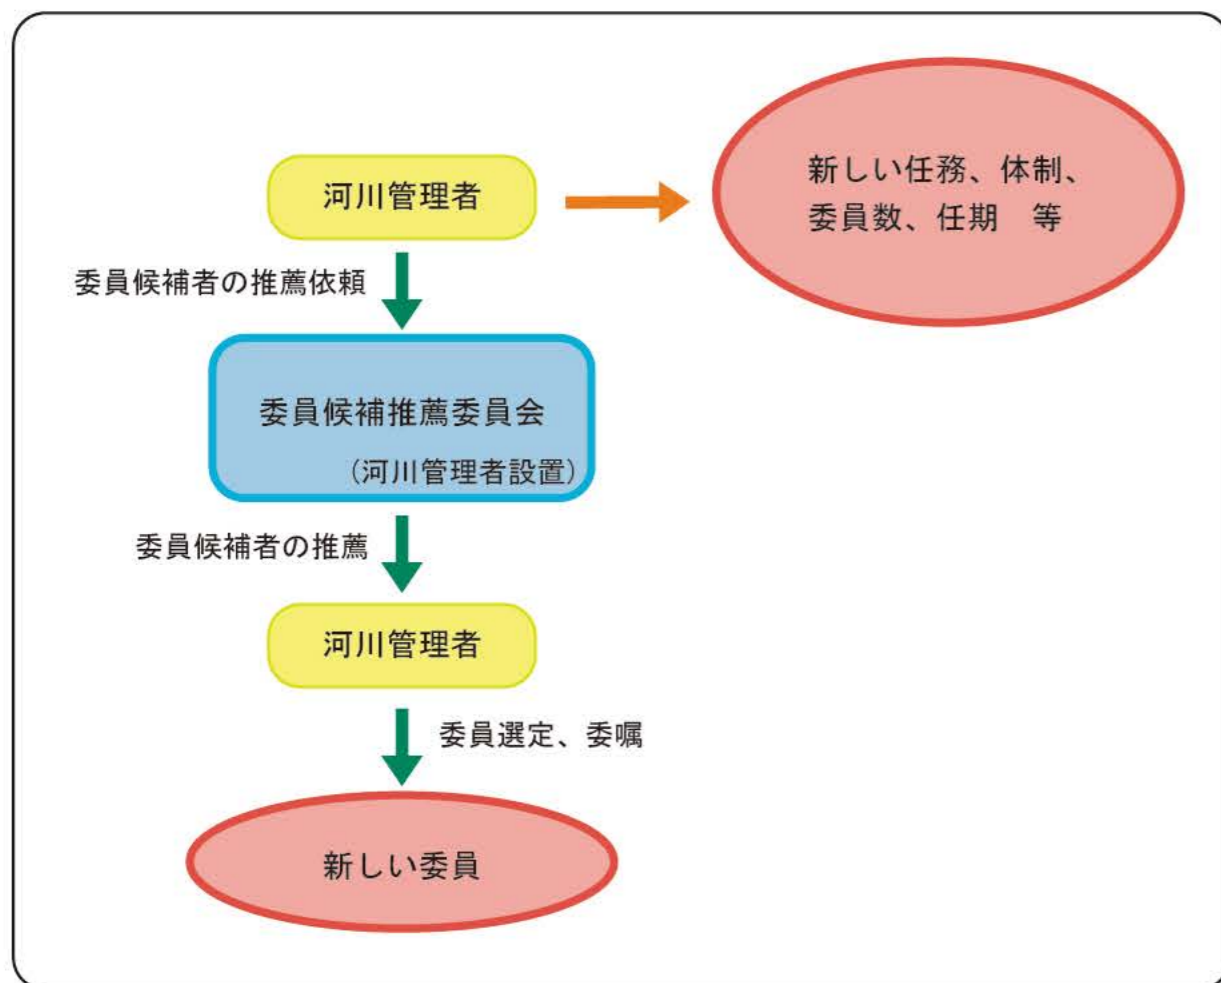 河川管理者
新しい任務、体制、
委員数、任期　等
委員候補者の推薦依頼
委員候補推薦委員会
（河川管理者設置）
委員候補者の推薦
河川管理者
委員選定、委嘱
新しい委員